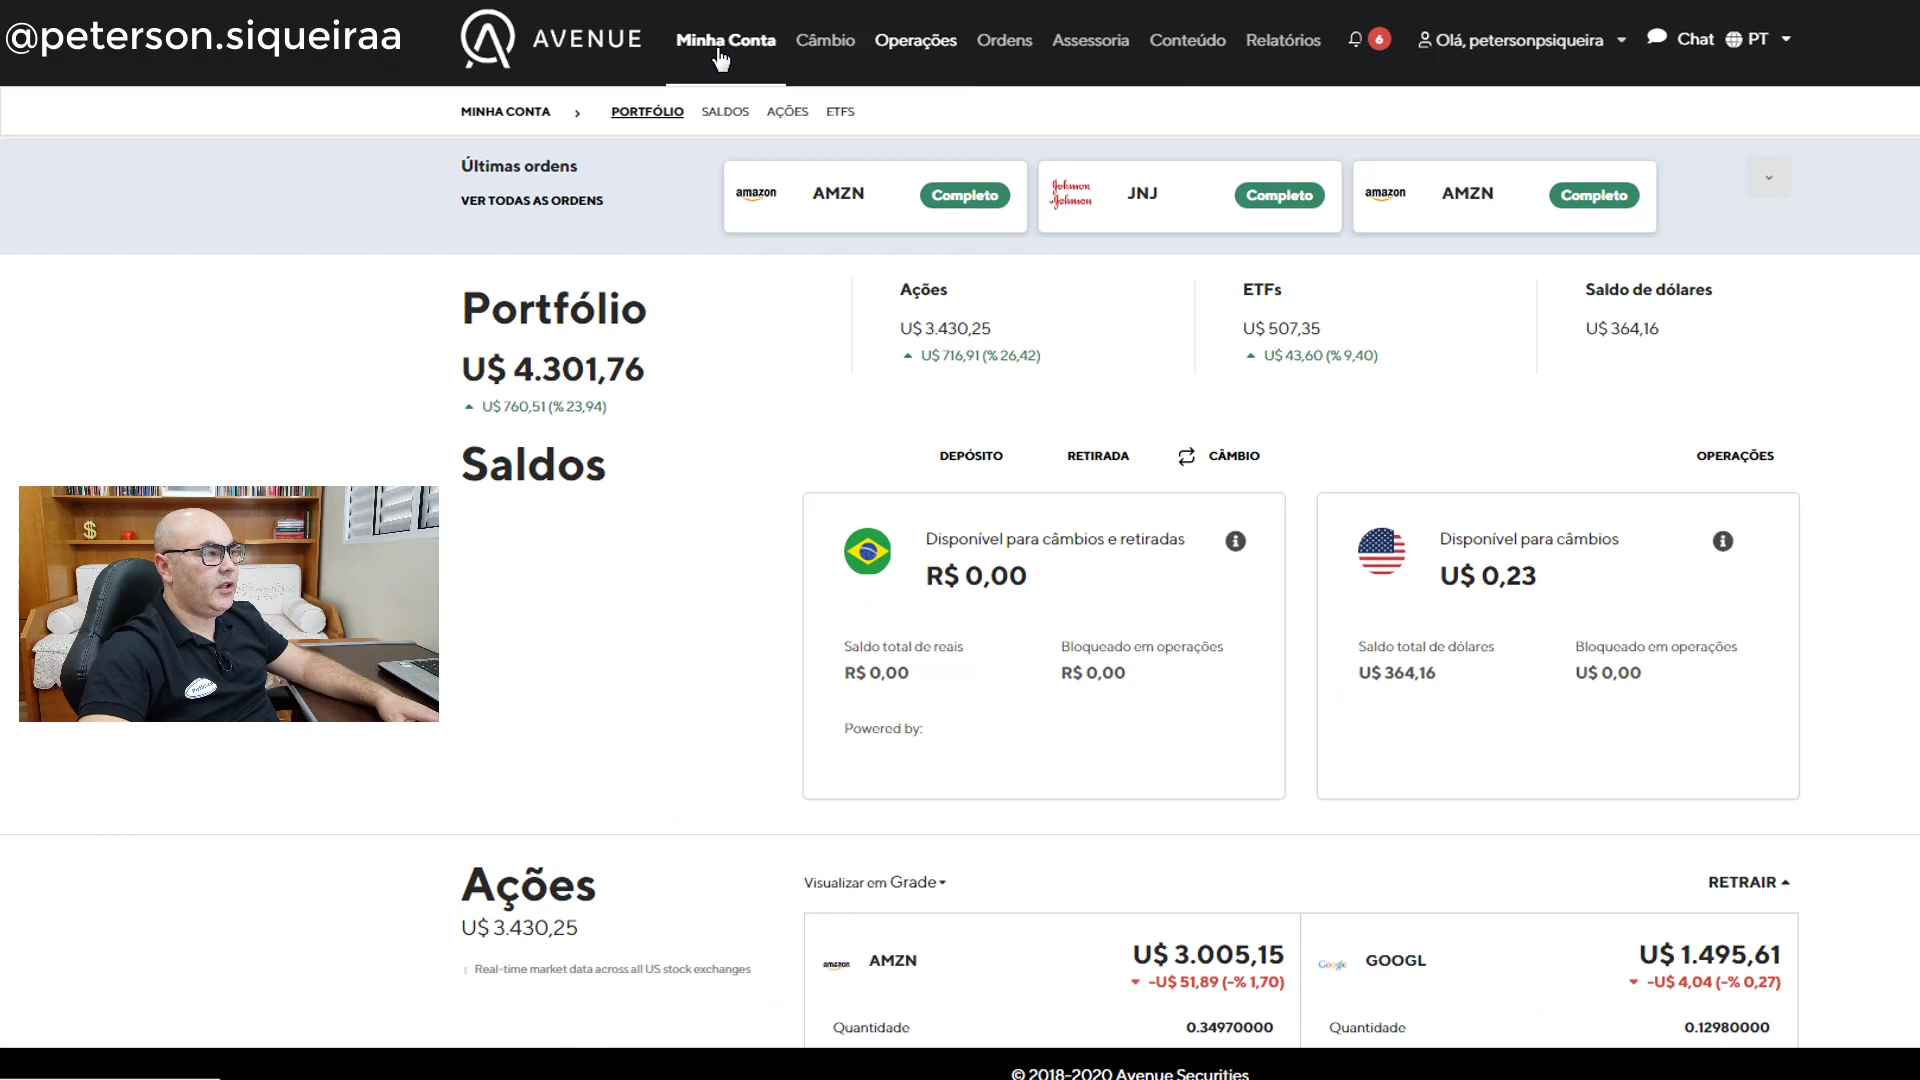 @peterson.siqueiraa
AVENUE
Minha Conta Câmbio Operações Ordens Assessoria Conteúdo Relatórios 6 Olá, petersonpsiqueira Chat PT
MINHA CONTA > PORTFÓLIO SALDOS AÇÕES ETFS
Últimas ordens
VER TODAS AS ORDENS
amazon AMZN Completo
Johnson & Johnson JNJ Completo
amazon AMZN Completo
Portfólio
U$ 4.301,76
U$ 760,51 (% 23,94)
Ações
U$ 3.430,25
U$ 716,91 (% 26,42)
ETFs
U$ 507,35
U$ 43,60 (% 9,40)
Saldo de dólares
U$ 364,16
Saldos
DEPÓSITO RETIRADA CÂMBIO OPERAÇÕES
Disponível para câmbios e retiradas
R$ 0,00
Saldo total de reais
R$ 0,00
Bloqueado em operações
R$ 0,00
Powered by:
Disponível para câmbios
U$ 0,23
Saldo total de dólares
U$ 364,16
Bloqueado em operações
U$ 0,00
Ações
U$ 3.430,25
Real-time market data across all US stock exchanges
Visualizar em Grade
RETRAIR
amazon AMZN U$ 3.005,15
-U$ 51,89 (-% 1,70)
Quantidade 0.34970000
Google GOOGL U$ 1.495,61
-U$ 4,04 (-% 0,27)
Quantidade 0.12980000
© 2018-2020 Avenue Securities